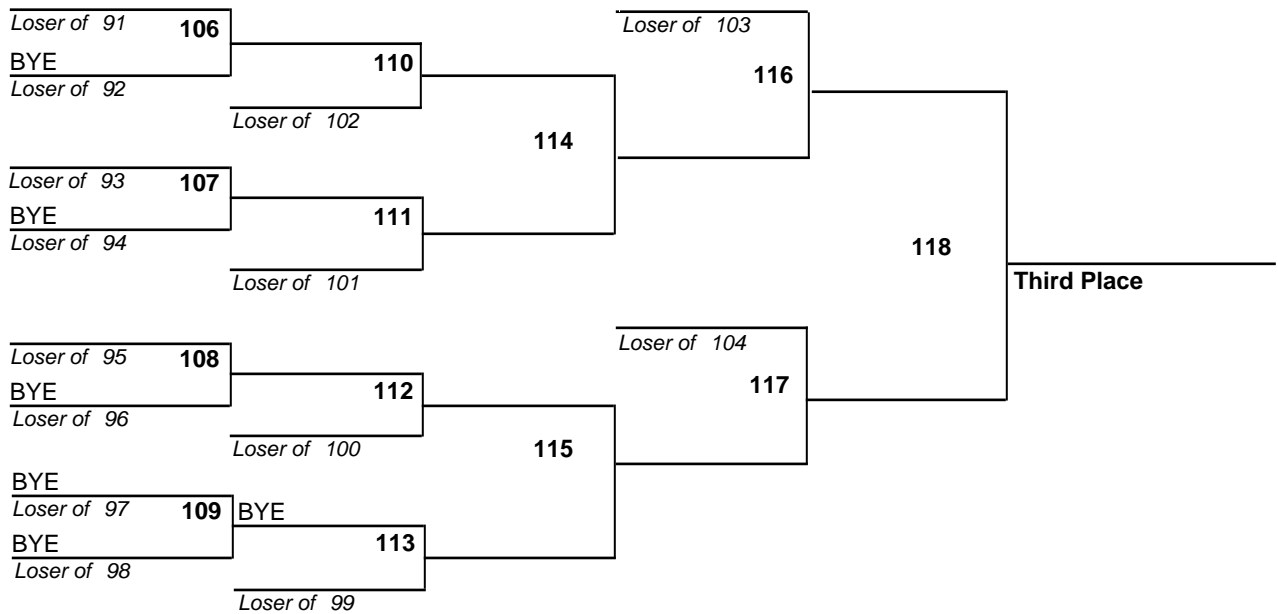 Loser of 91
106
BYE
Loser of 92
110
Loser of 102
Loser of 103
116
114
Loser of 93
107
BYE
Loser of 94
111
Loser of 101
118
Third Place
Loser of 95
108
BYE
Loser of 96
112
Loser of 100
Loser of 104
117
115
BYE
Loser of 97
109
BYE
BYE
Loser of 98
113
Loser of 99